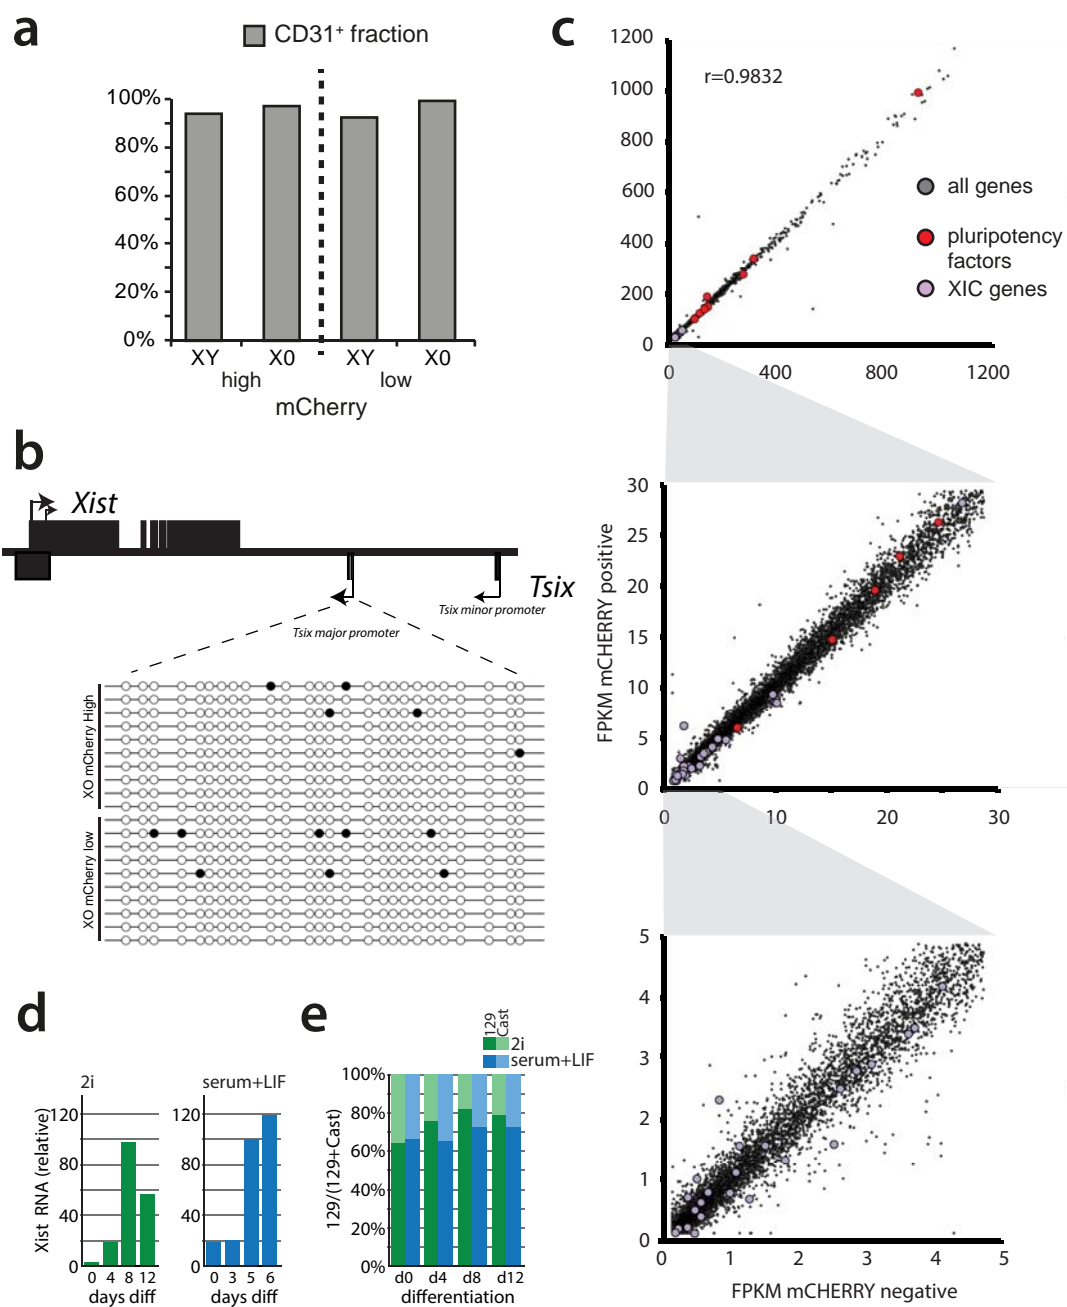 a
CD31+ fraction
100%
80%
60%
40%
20%
0%
XY X0 XY X0
high low
mCherry
b
Xist
Tsix
Tsix minor promoter
Tsix major promoter
XO mCherry High
XO mCherry low
c
1200
1000
800
600
400
200
0
r=0.9832
all genes
pluripotency
factors
XIC genes
0 400 800 1200
FPKM mCHERRY positive
30
25
20
15
10
5
0
0 10 20 30
5
4
3
2
1
0
0 1 2 3 4 5
FPKM mCHERRY negative
d
2i
Xist RNA (relative)
120
80
40
0
0 4 8 12
days diff
serum+LIF
120
80
40
0
0 3 5 6
days diff
e
129
Cast
2i
serum+LIF
129/(129+Cast)
100%
80%
60%
40%
20%
0%
d0 d4 d8 d12
differentiation